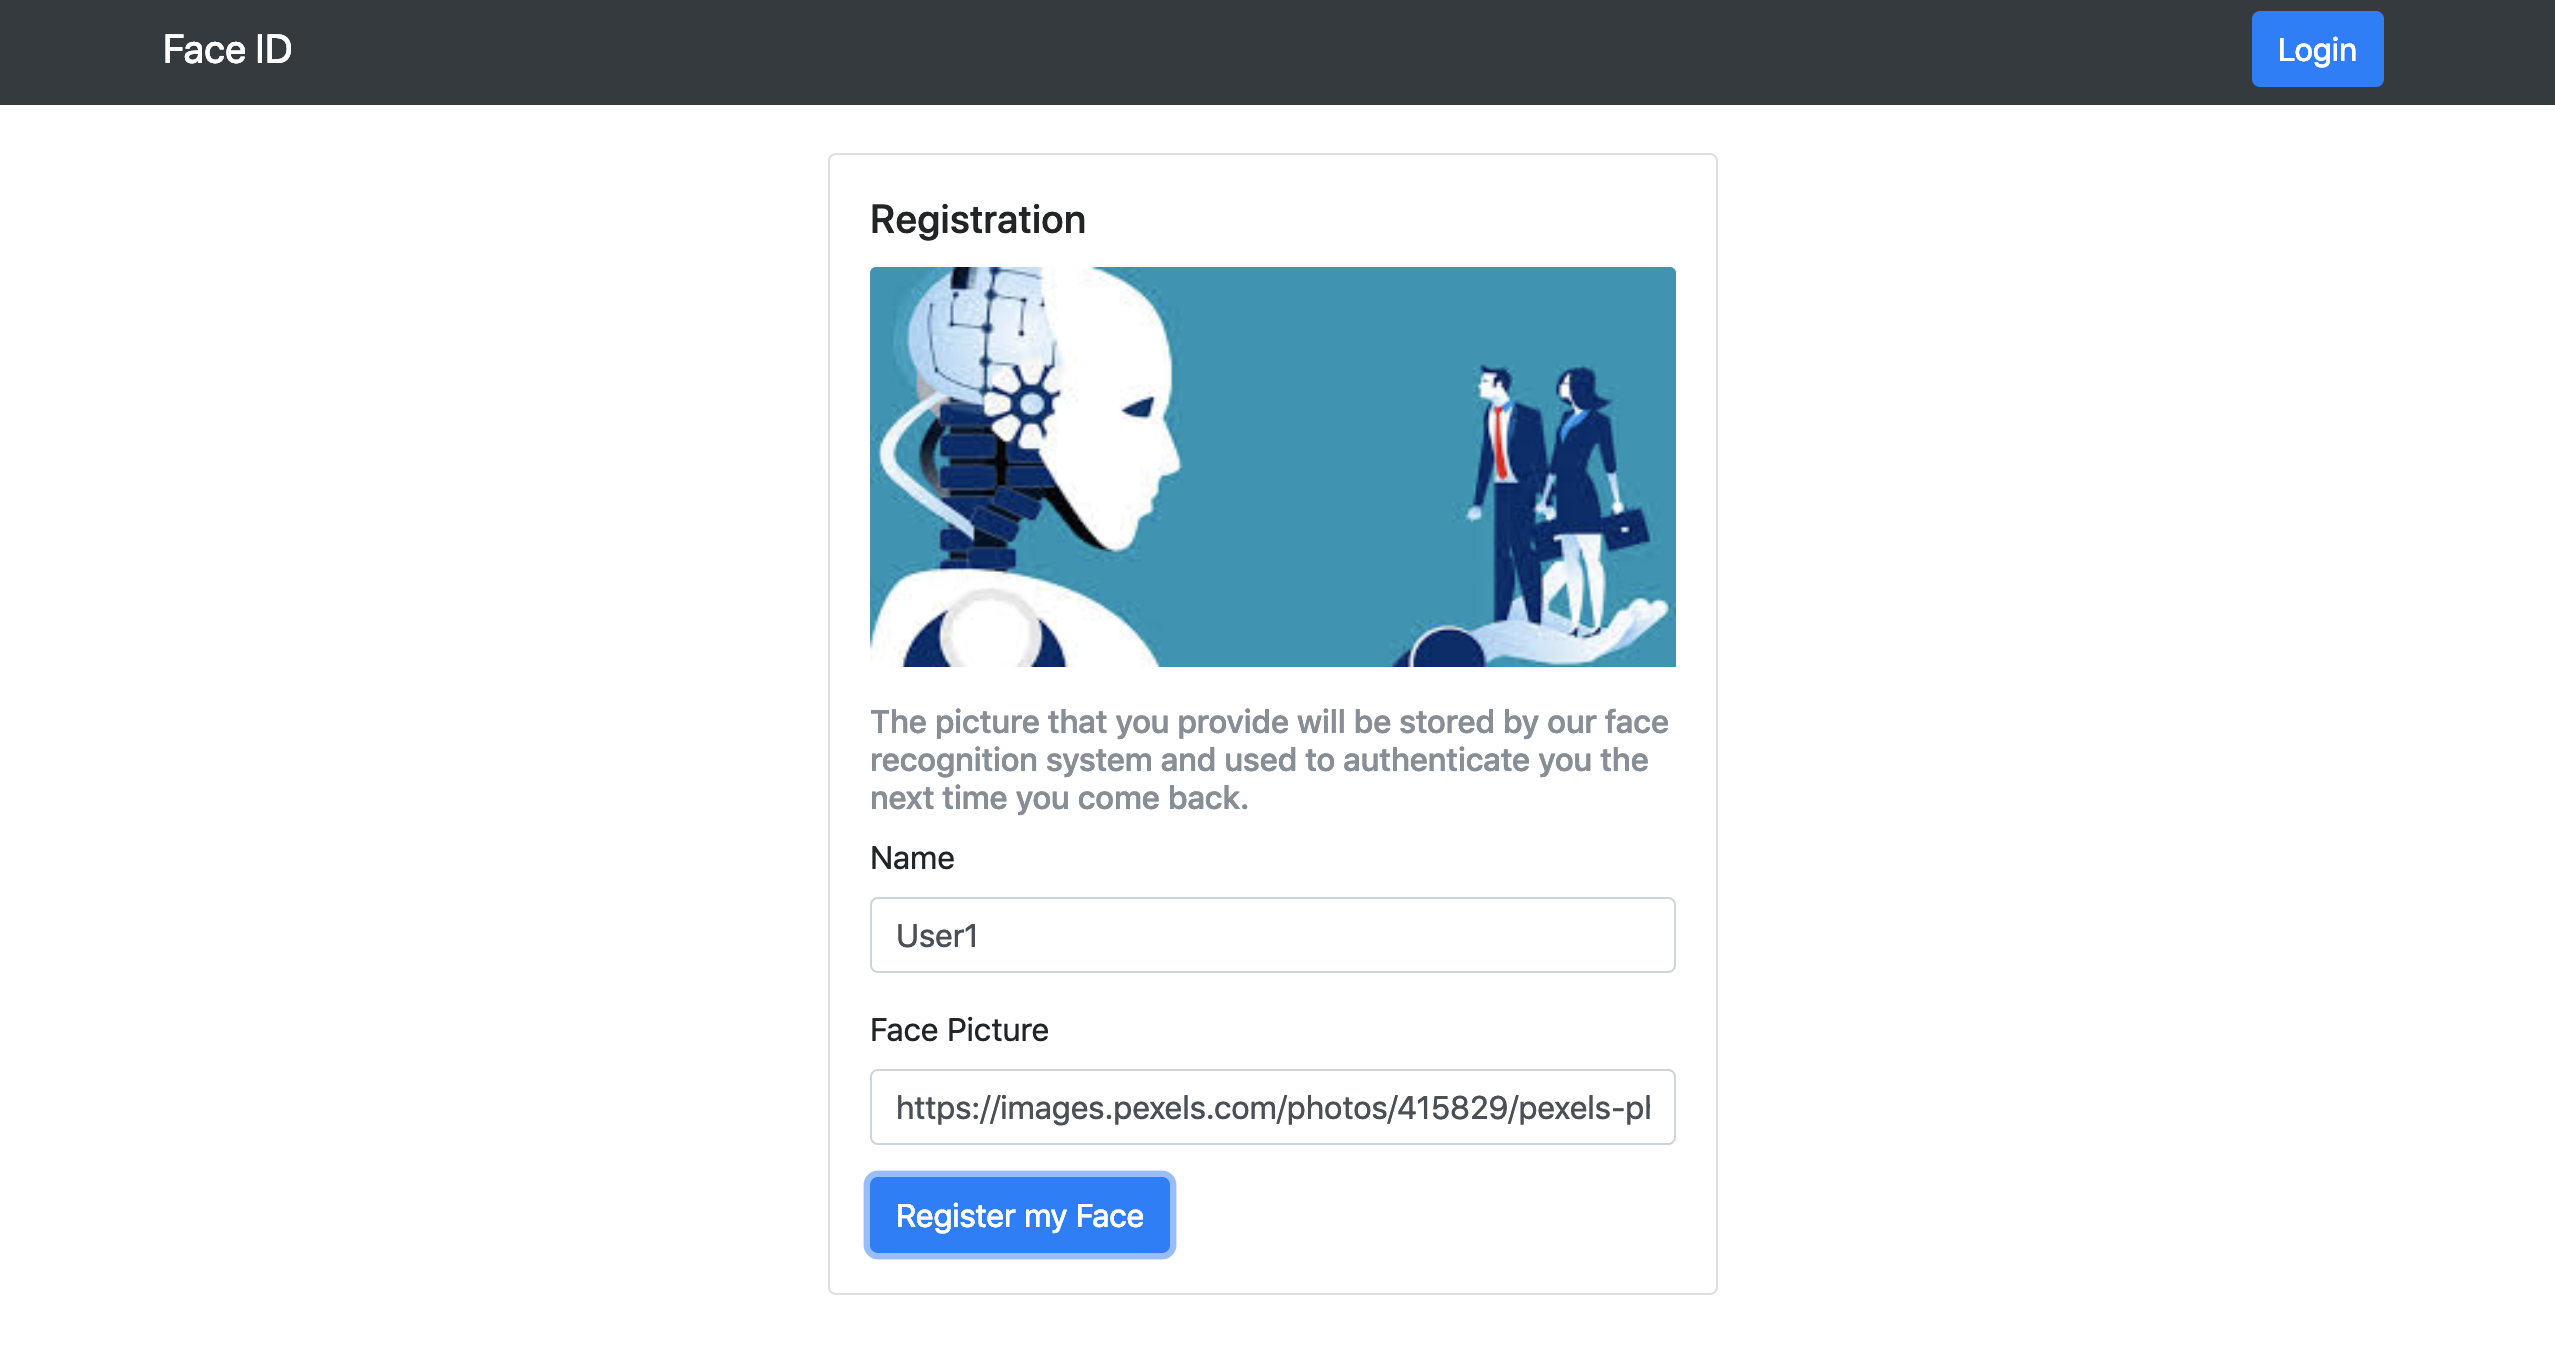 Face ID
Login
Registration
The picture that you provide will be stored by our face
recognition system and used to authenticate you the
next time you come back.
Name
User1
Face Picture
https://images.pexels.com/photos/415829/pexels-pl
Register my Face